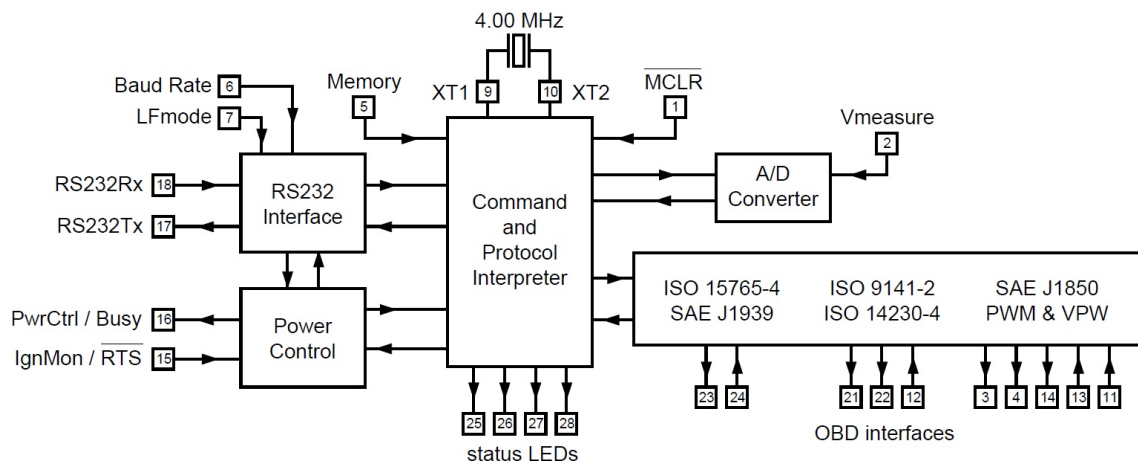 4.00 MHz
Baud Rate 6
Memory
5
XT1 9 10 XT2
MCLR
1
LFmode 7
Vmeasure
2
RS232Rx 18
RS232Tx 17
RS232
Interface
Command
and
Protocol
Interpreter
A/D
Converter
PwrCtrl / Busy 16
IgnMon / RTS 15
Power
Control
ISO 15765-4
SAE J1939
ISO 9141-2
ISO 14230-4
SAE J1850
PWM & VPW
25 26 27 28
status LEDs
23 24 21 22 12 3 4 14 13 11
OBD interfaces